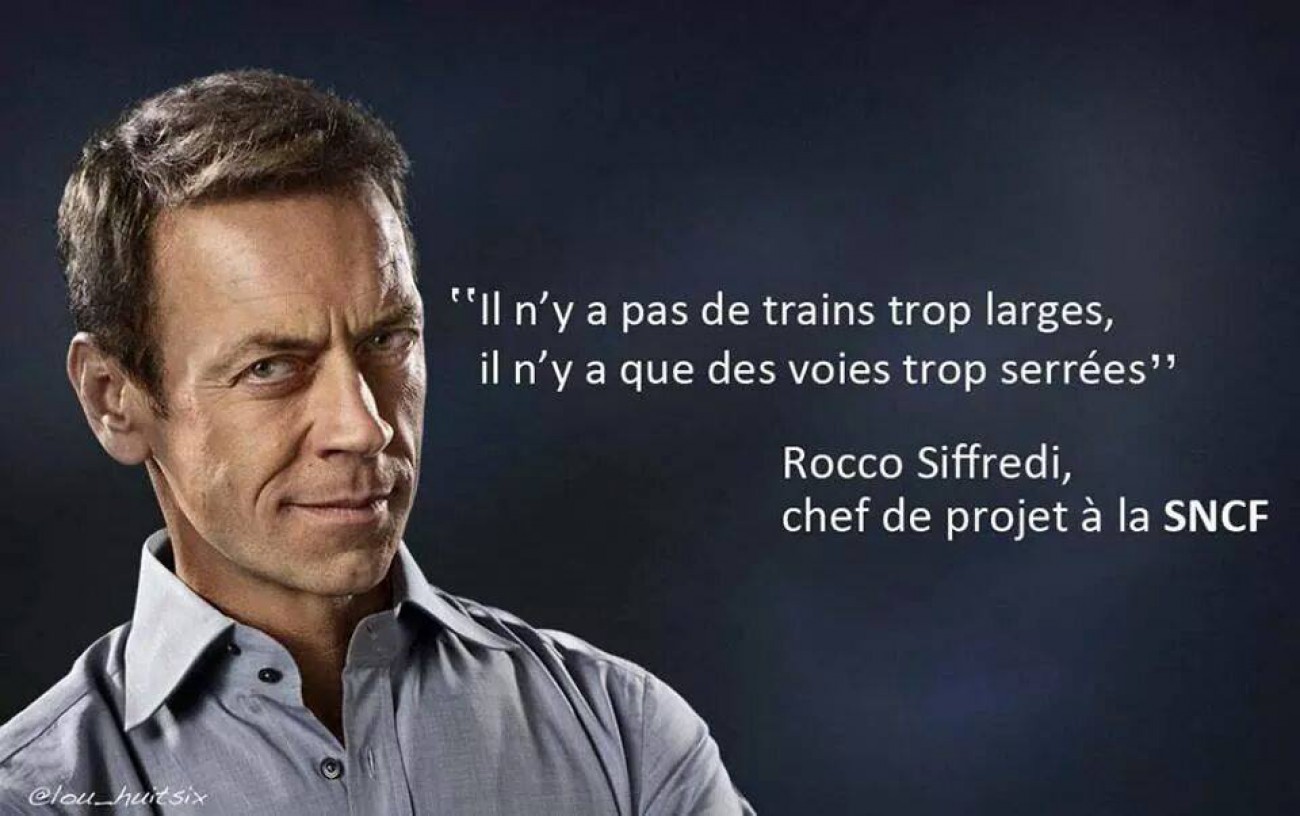 ‟Il n’y a pas de trains trop larges,
il n’y a que des voies trop serrées”
Rocco Siffredi,
chef de projet à la SNCF
@lou_huitsix